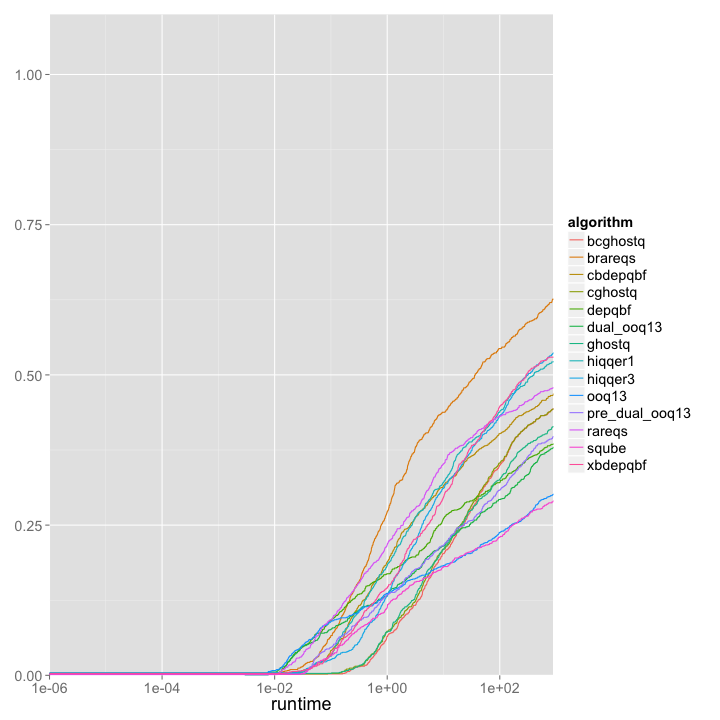 1.00
0.75
0.50
0.25
0.00
1e-06 1e-04 1e-02 1e+00 1e+02
runtime
algorithm
bcghostq
brareqs
cbdepqbf
cghostq
depqbf
dual_ooq13
ghostq
hiqqer1
hiqqer3
ooq13
pre_dual_ooq13
rareqs
sqube
xbdepqbf